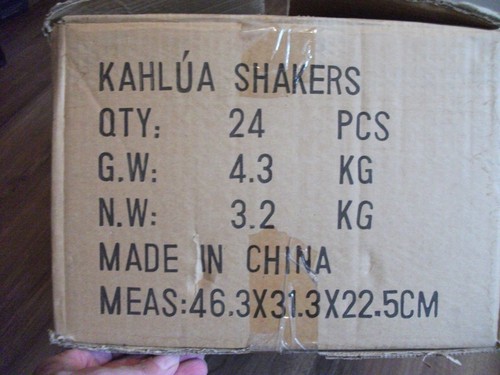 KAHLÚA SHAKERS
QTY: 24 PCS
G.W: 4.3 KG
N.W: 3.2 KG
MADE IN CHINA
MEAS:46.3X31.3X22.5CM